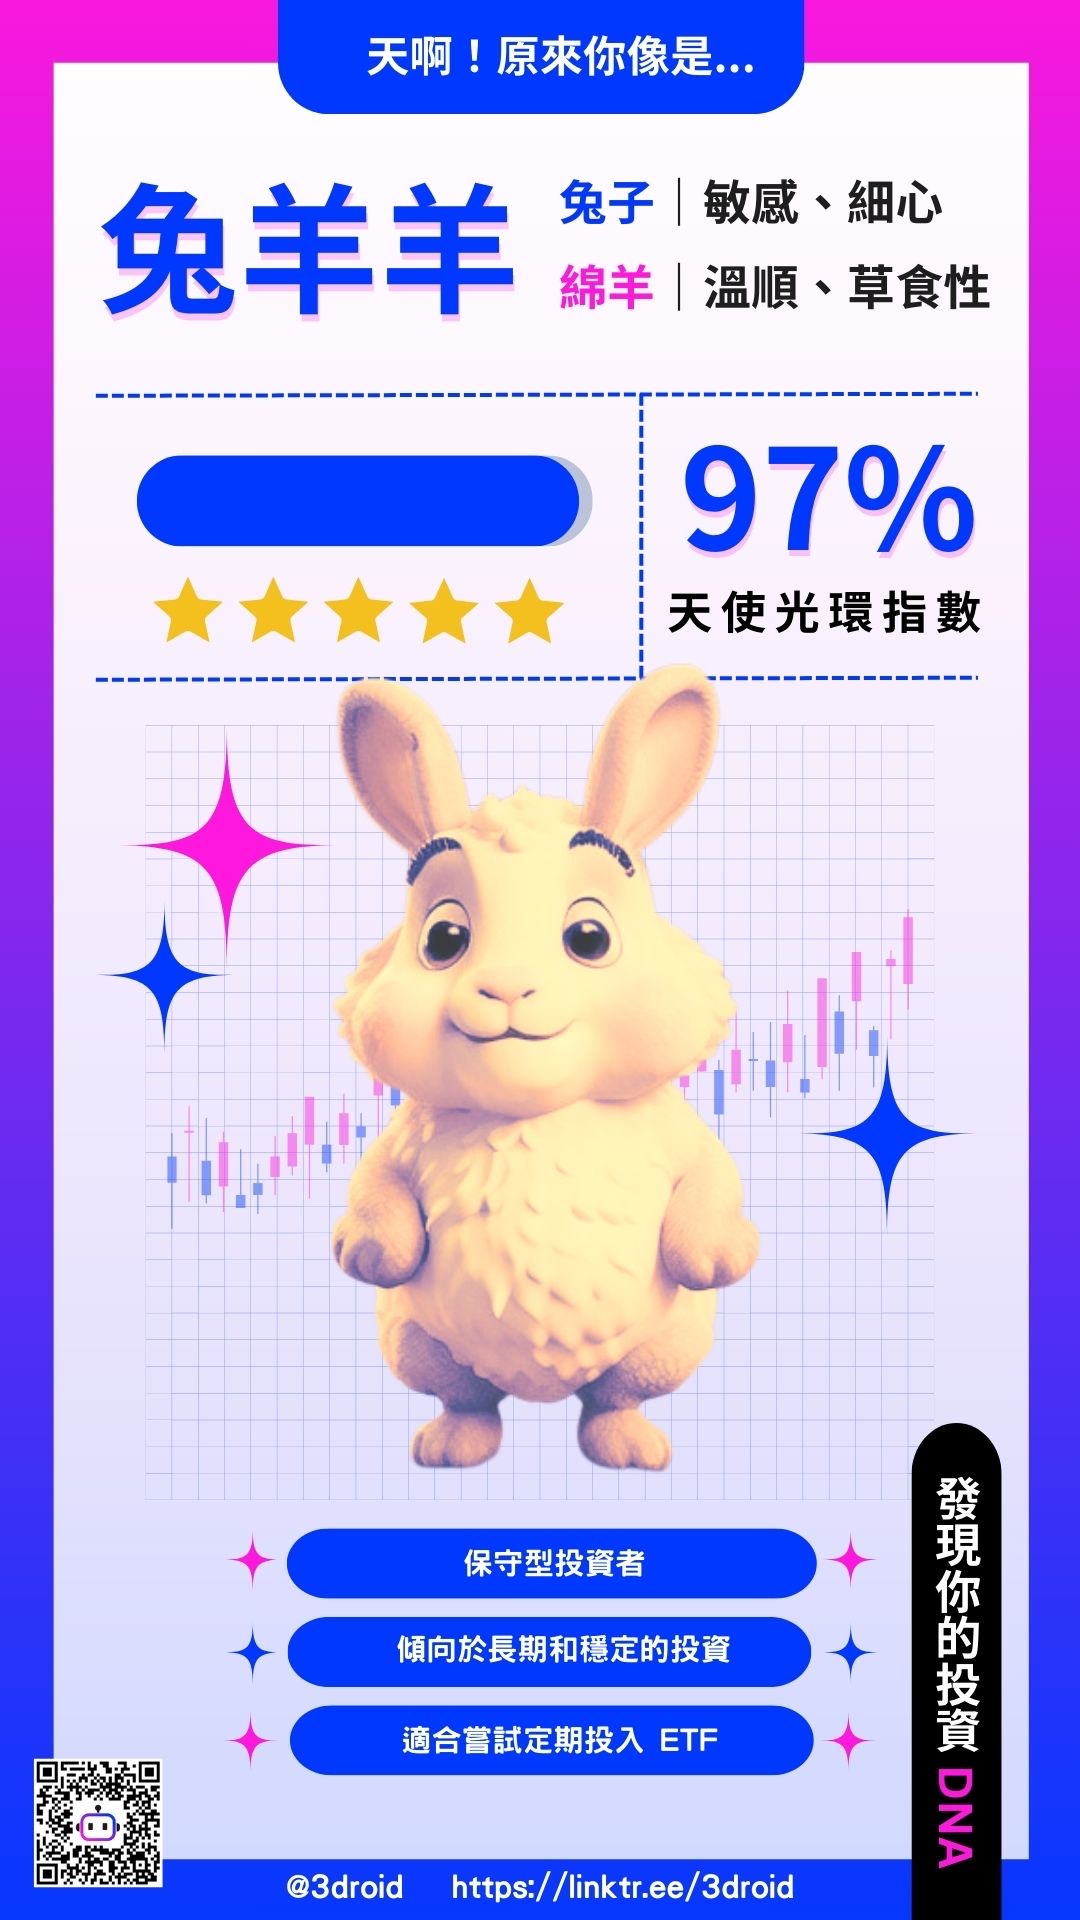 天啊！原來你像是...
兔羊羊
兔子｜敏感、細心
綿羊｜溫順、草食性
97%
天使光環指數
保守型投資者
傾向於長期和穩定的投資
適合嘗試定期投入 ETF
發現你的投資 DNA
@3droid https://linktr.ee/3droid